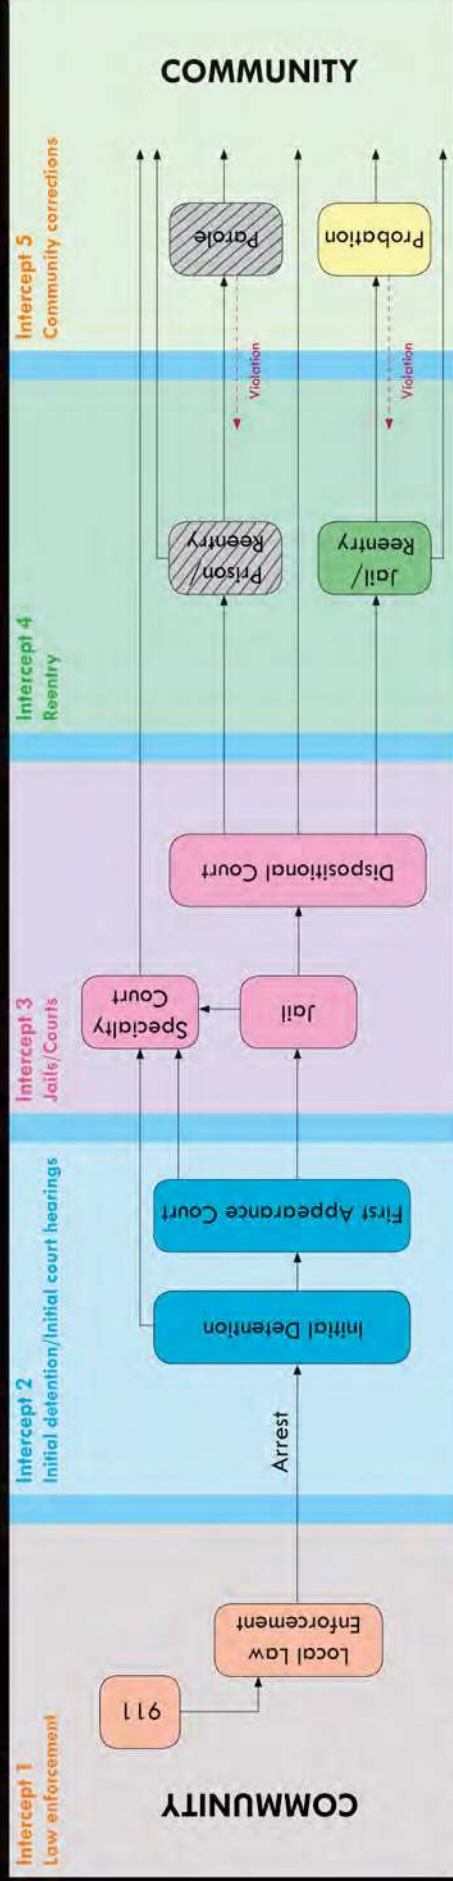 Intercept 1
Law enforcement
COMMUNITY
911
Local Law
Enforcement
Intercept 2
Initial detention/Initial court hearings
Arrest
Initial Detention
First Appearance Court
Intercept 3
Jails/Courts
Specialty
Court
Jail
Dispositional Court
Intercept 4
Reentry
Prison/
Reentry
Jail/
Reentry
Intercept 5
Community corrections
Violation
Violation
Parole
Probation
COMMUNITY